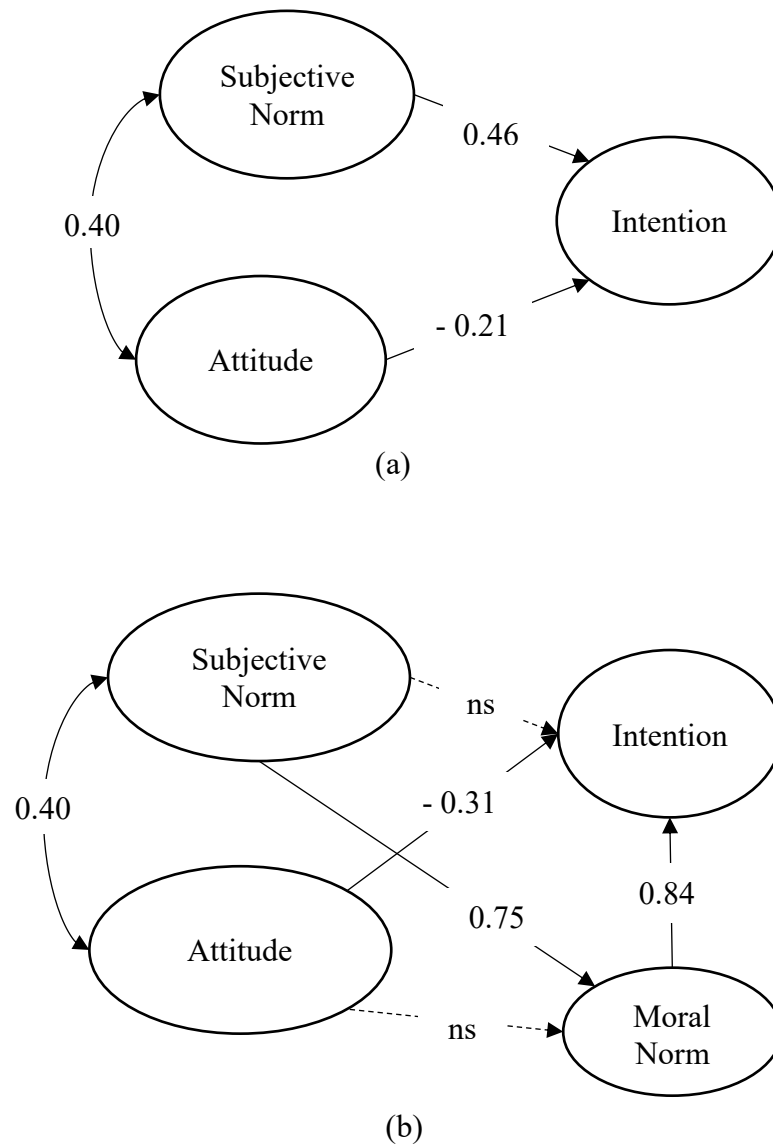 Subjective
Norm
0.46
Intention
0.40
- 0.21
Attitude
(a)
Subjective
Norm
ns
Intention
- 0.31
0.40
0.84
0.75
Attitude
Moral
Norm
ns
(b)